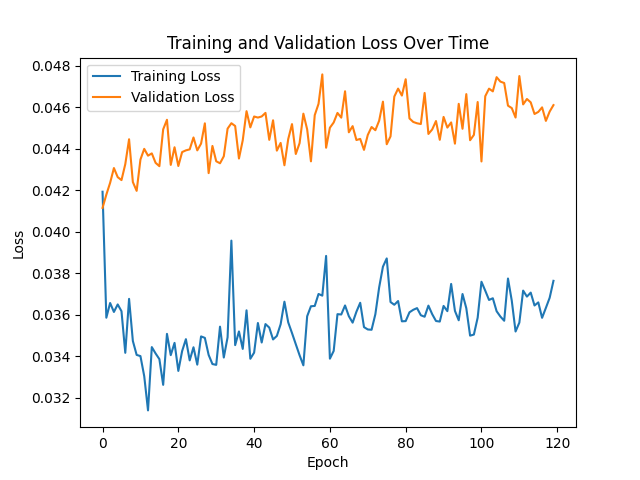 Training and Validation Loss Over Time
Training Loss
Validation Loss
Loss
0.048
0.046
0.044
0.042
0.040
0.038
0.036
0.034
0.032
0 20 40 60 80 100 120
Epoch